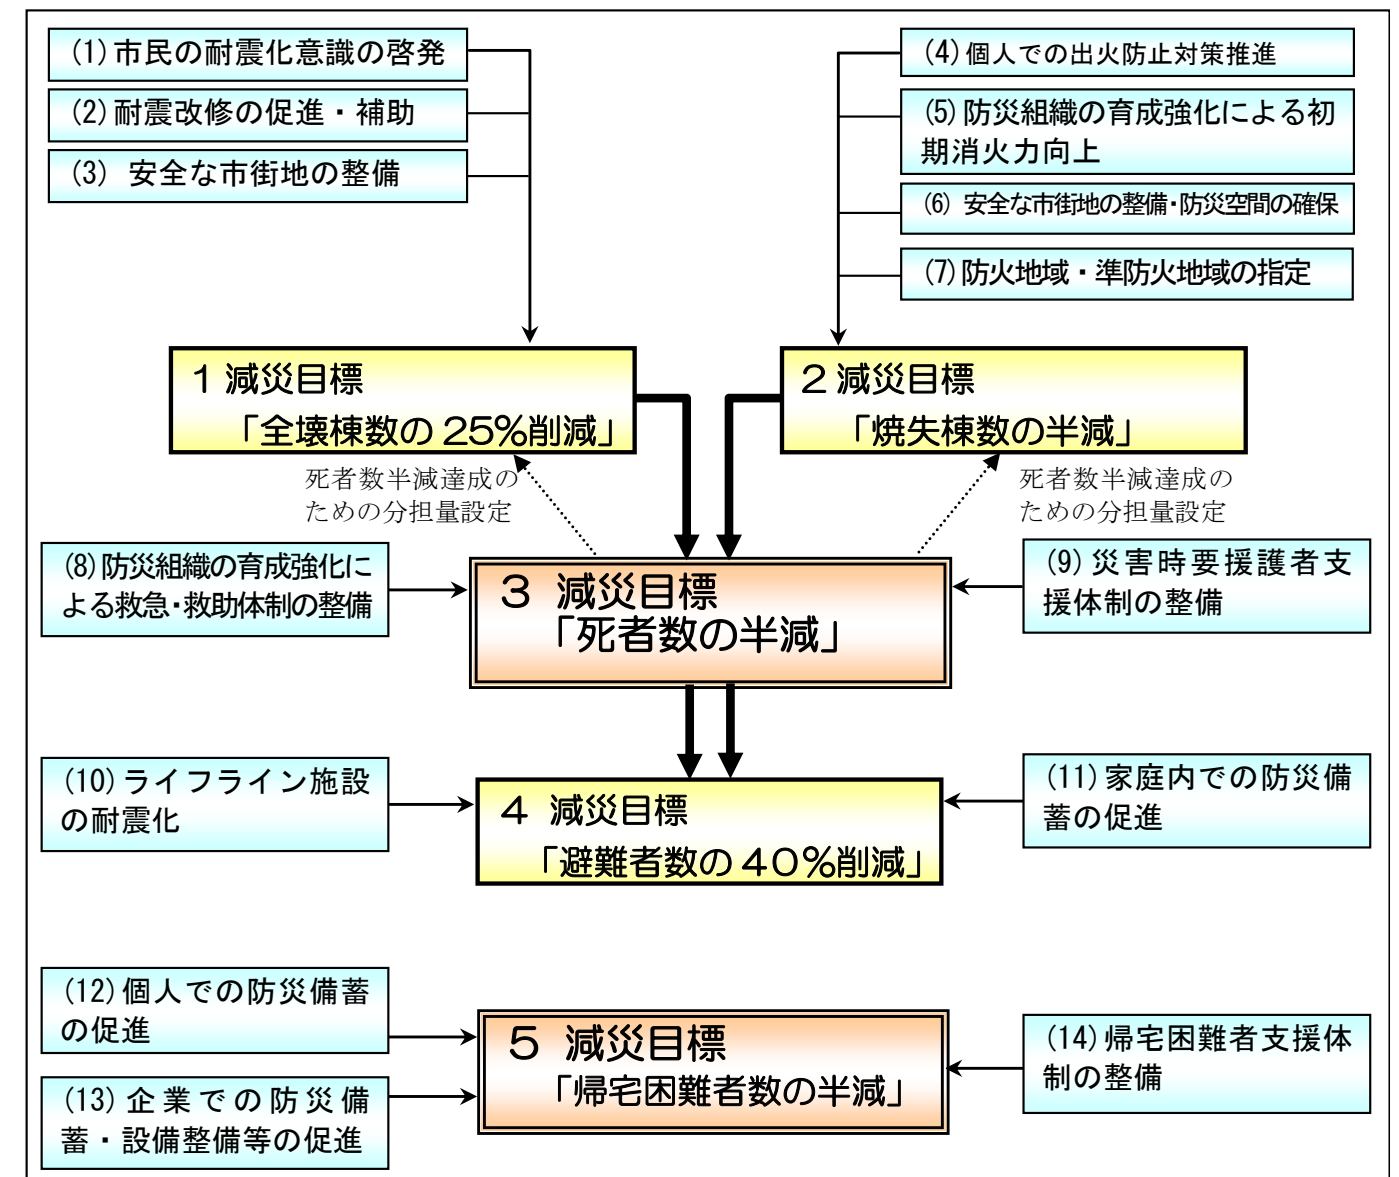 (1)市民の耐震化意識の啓発
(2)耐震改修の促進・補助
(3) 安全な市街地の整備
(4)個人での出火防止対策推進
(5)防災組織の育成強化による初
期消火力向上
(6) 安全な市街地の整備・防災空間の確保
(7)防火地域・準防火地域の指定
1 減災目標
「全壊棟数の25%削減」
2 減災目標
「焼失棟数の半減」
死者数半減達成の
ための分担量設定
死者数半減達成の
ための分担量設定
(8)防災組織の育成強化に
よる救急・救助体制の整備
(9)災害時要援護者支
援体制の整備
3 減災目標
「死者数の半減」
(10)ライフライン施設
の耐震化
(11)家庭内での防災備
蓄の促進
4 減災目標
「避難者数の40%削減」
(12)個人での防災備蓄
の促進
(13)企業での防災備
蓄・設備整備等の促進
5 減災目標
「帰宅困難者数の半減」
(14)帰宅困難者支援体
制の整備